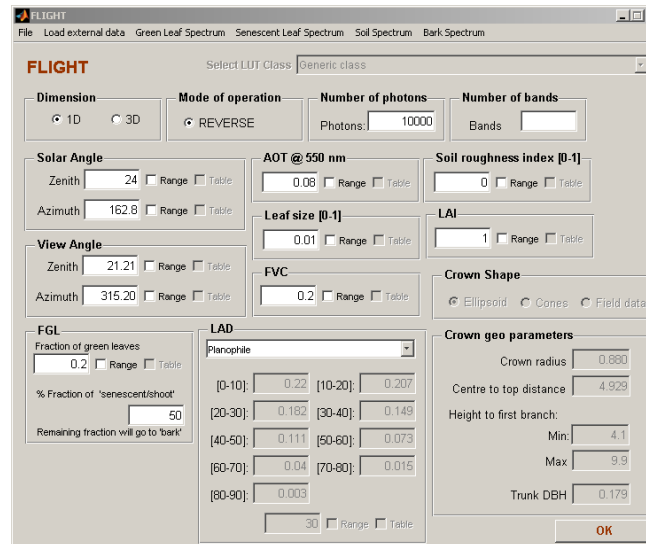 FLIGHT
File Load external data Green Leaf Spectrum Senescent Leaf Spectrum Soil Spectrum Bark Spectrum
FLIGHT
Select LUT Class Generic class
Dimension
1D 3D
Mode of operation
REVERSE
Number of photons
Photons: 10000
Number of bands
Bands
Solar Angle
Zenith 24 Range Table
Azimuth 162.8 Range Table
AOT @ 550 nm
0.08 Range Table
Soil roughness index [0-1]
0 Range Table
Leaf size [0-1]
0.01 Range Table
LAI
1 Range Table
View Angle
Zenith 21.21 Range Table
Azimuth 315.20 Range Table
FVC
0.2 Range Table
Crown Shape
Ellipsoid Cones Field data
FGL
Fraction of green leaves
0.2 Range Table
% Fraction of 'senescent/shoot'
50
Remaining fraction will go to 'bark'
LAD
Planophile
[0-10]: 0.22 [10-20]: 0.207
[20-30]: 0.182 [30-40]: 0.149
[40-50]: 0.111 [50-60]: 0.073
[60-70]: 0.04 [70-80]: 0.015
[80-90]: 0.003
30 Range Table
Crown geo parameters
Crown radius 0.880
Centre to top distance 4.929
Height to first branch:
Min: 4.1
Max 9.9
Trunk DBH 0.179
OK